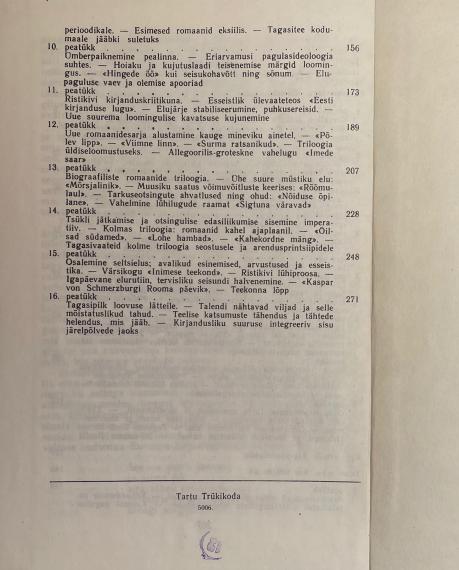 perioodikale. — Esimesed romaanid eksiilis. — Tagasitee kodu-
maale jääbki suletuks
10. peatükk . . . . . . . . . . . . 156
Ümberpaiknemine pealinna. — Eriarvamusi pagulasideoloogia
suhtes. — Hoiaku ja kujutuslaadi teisenemise märgid loomin-
gus. — «Hingede öö» kui seisukohavõtt ning sõnum. — Elu-
paguluse vaev ja olemise apooriad
11. peatükk . . . . . . . . . . . . 173
Ristikivi kirjanduskriitikuna. — Esseistlik ülevaateteos «Eesti
kirjanduse lugu». — Elujärje stabiliseerumine, puhkusereisid. —
Uue suurema loomingulise kavatsuse kujunemine
12. peatükk . . . . . . . . . . . . 189
Uue romaanidesarja alustamine kauge mineviku ainetel. — «Põ-
lev lipp». — «Viimne linn». — «Surma ratsanikud». — Triloogia
üldiseloomustuseks. — Allegoorilis-groteskne vahelugu «Imede
saar»
13. peatükk . . . . . . . . . . . . 207
Biograafiliste romaanide triloogia. — Ühe suure müstiku elu:
«Mõrsjalinik». — Muusiku saatus võimuvõitluste keerises: «Rõõmu-
laul». — Tarkuseotsingute ahvatlused ning ohud: «Nõiduse õpi-
lane». — Vahelmine lühilugude raamat «Sigtuna väravad»
14. peatükk . . . . . . . . . . . . 228
Tsükli jätkamise ja otsingulise edasiliikumise sisemine impera-
tiiv. — Kolmas triloogia: romaanid kahel ajaplaanil. — «Õil-
sad südamed». — «Lohe hambad». — «Kahekordne mäng». —
Tagasivaateid kolme triloogia seostusele ja arendusprintsiipidele
15. peatükk . . . . . . . . . . . . 248
Osalemine seltsielus; avalikud esinemised, arvustused ja esseis-
tika. — Värsikogu «Inimese teekond». — Ristikivi lühiproosa. —
Igapäevane elurutiin, tervisliku seisundi halvenemine. — «Kaspar
von Schmerzburgi Rooma päevik». — Teekonna lõpp
16. peatükk . . . . . . . . . . . . 271
Tagasipilk loovuse lätteile. — Talendi nähtavad viljad ja selle
mõistatuslikud tahud. — Teelise katsumuste tähendus ja tähtede
helendus, mis jääb. — Kirjandusliku suuruse integreeriv sisu
järelpõlvede jaoks
Tartu Trükikoda
5006.